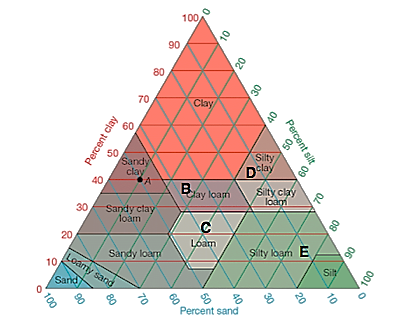 100
0
90
10
80
20
70
30
Clay
60
40
Percent clay
Percent silt
50
50
Sandy
clay
Silty
clay
D
60
40
A
B
Clay loam
Silty clay
loam
70
30
Sandy clay
loam
C
80
20
Loam
90
10
Sandy loam
Silty loam
E
Loamy sand
100
Sand
Silt
0
100
90
80
70
60
50
40
30
20
10
0
Percent sand